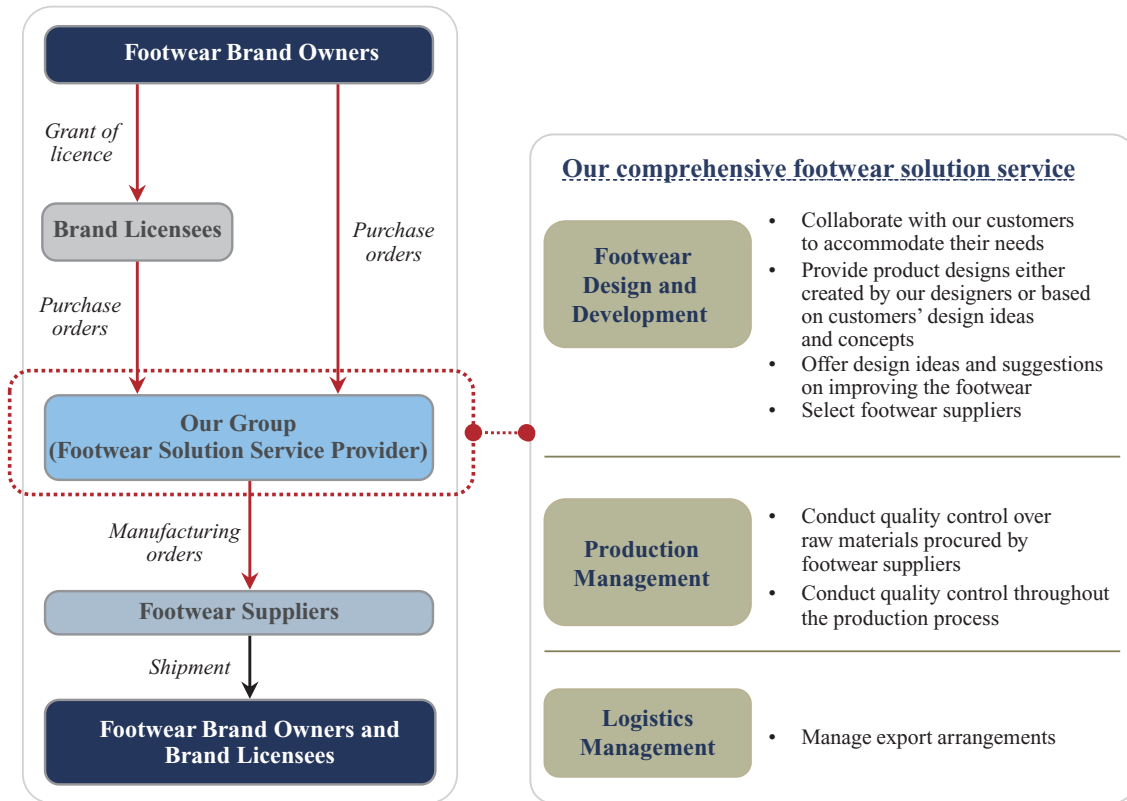 Footwear Brand Owners
Grant of
licence
Brand Licensees
Purchase
orders
Purchase
orders
Our Group
(Footwear Solution Service Provider)
Manufacturing
orders
Footwear Suppliers
Shipment
Footwear Brand Owners and
Brand Licensees
Our comprehensive footwear solution service
Footwear
Design and
Development
• Collaborate with our customers
to accommodate their needs
• Provide product designs either
created by our designers or based
on customers’ design ideas
and concepts
• Offer design ideas and suggestions
on improving the footwear
• Select footwear suppliers
Production
Management
• Conduct quality control over
raw materials procured by
footwear suppliers
• Conduct quality control throughout
the production process
Logistics
Management
• Manage export arrangements